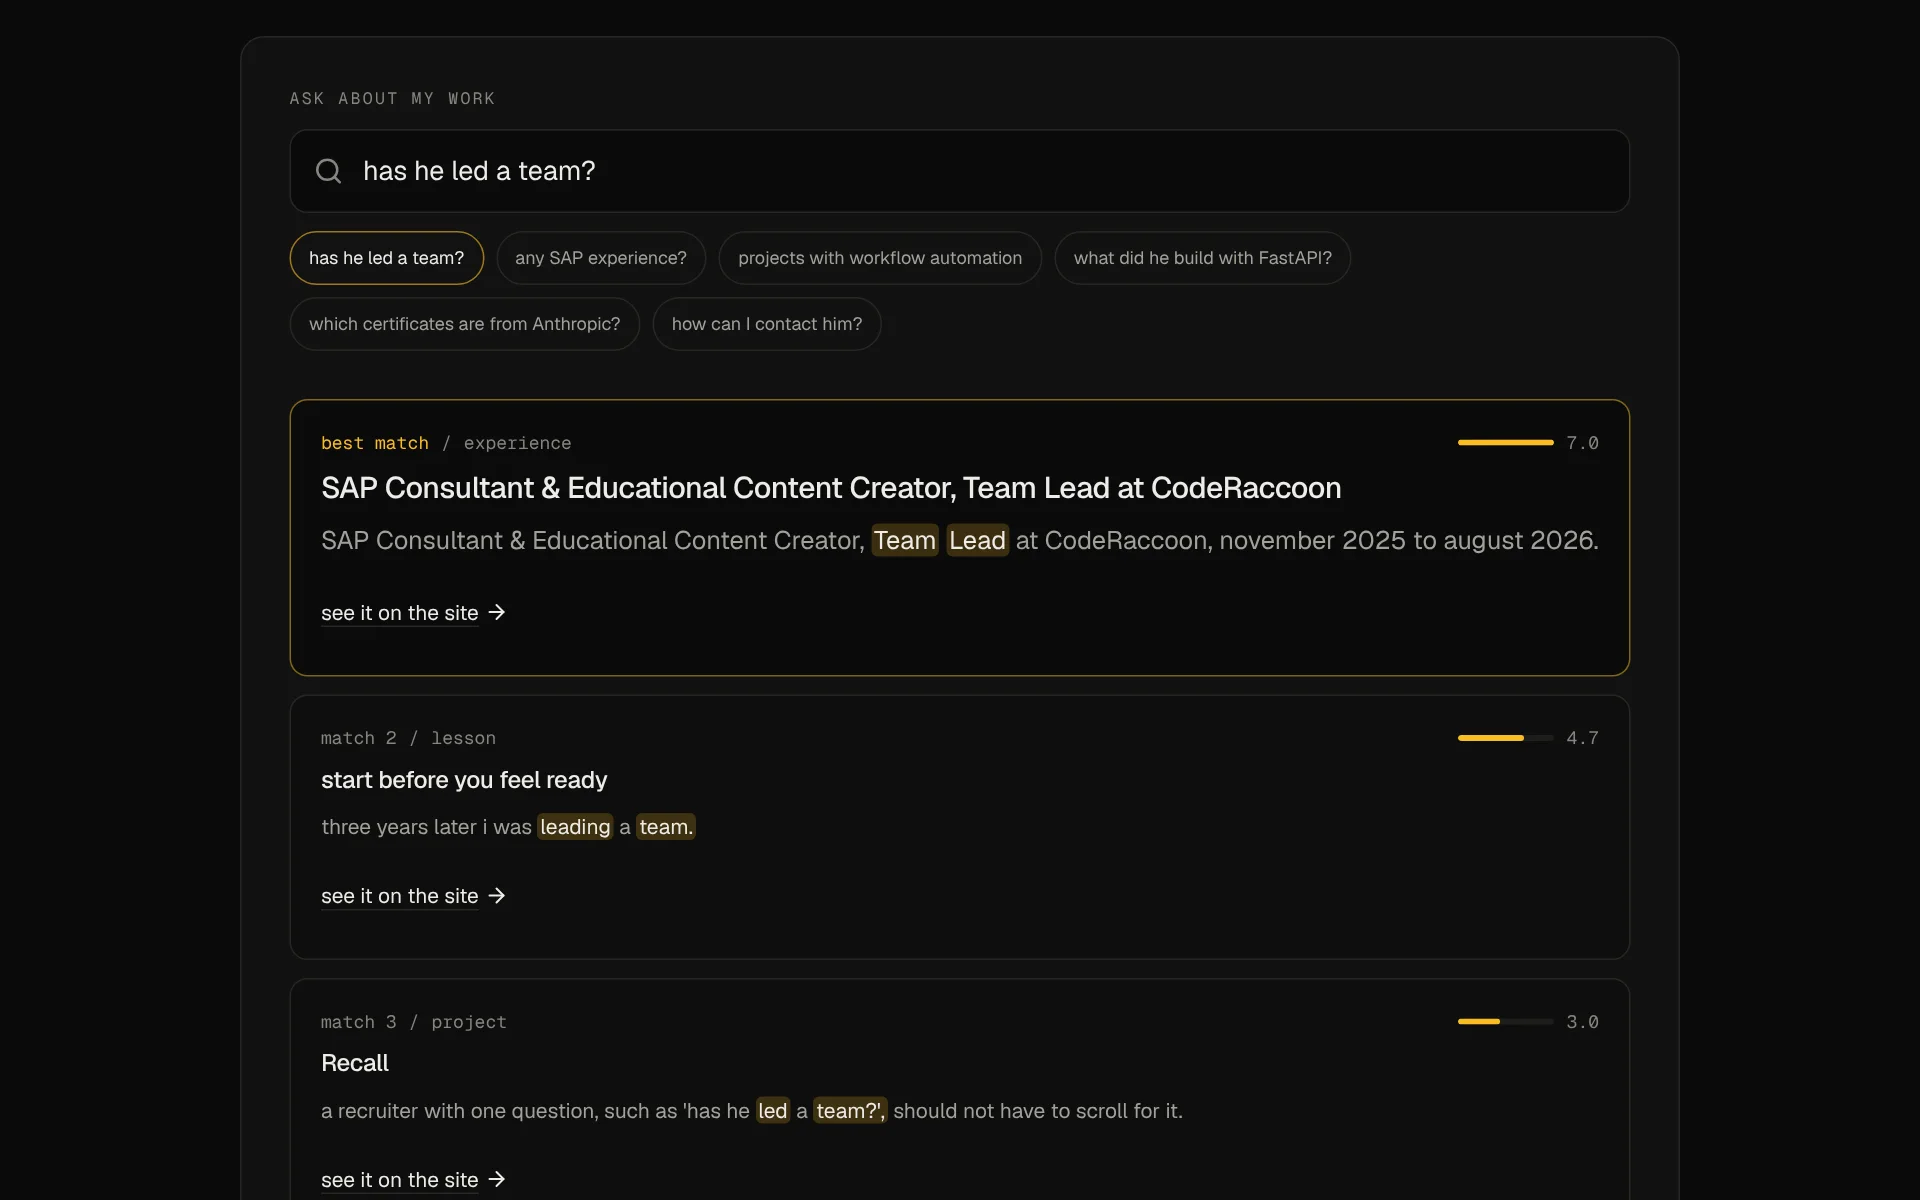 ASK ABOUT MY WORK
has he led a team?
has he led a team?
any SAP experience?
projects with workflow automation
what did he build with FastAPI?
which certificates are from Anthropic?
how can I contact him?
best match / experience
7.0
SAP Consultant & Educational Content Creator, Team Lead at CodeRaccoon
SAP Consultant & Educational Content Creator, Team Lead at CodeRaccoon, november 2025 to august 2026.
see it on the site →
match 2 / lesson
4.7
start before you feel ready
three years later i was leading a team.
see it on the site →
match 3 / project
3.0
Recall
a recruiter with one question, such as 'has he led a team?', should not have to scroll for it.
see it on the site →